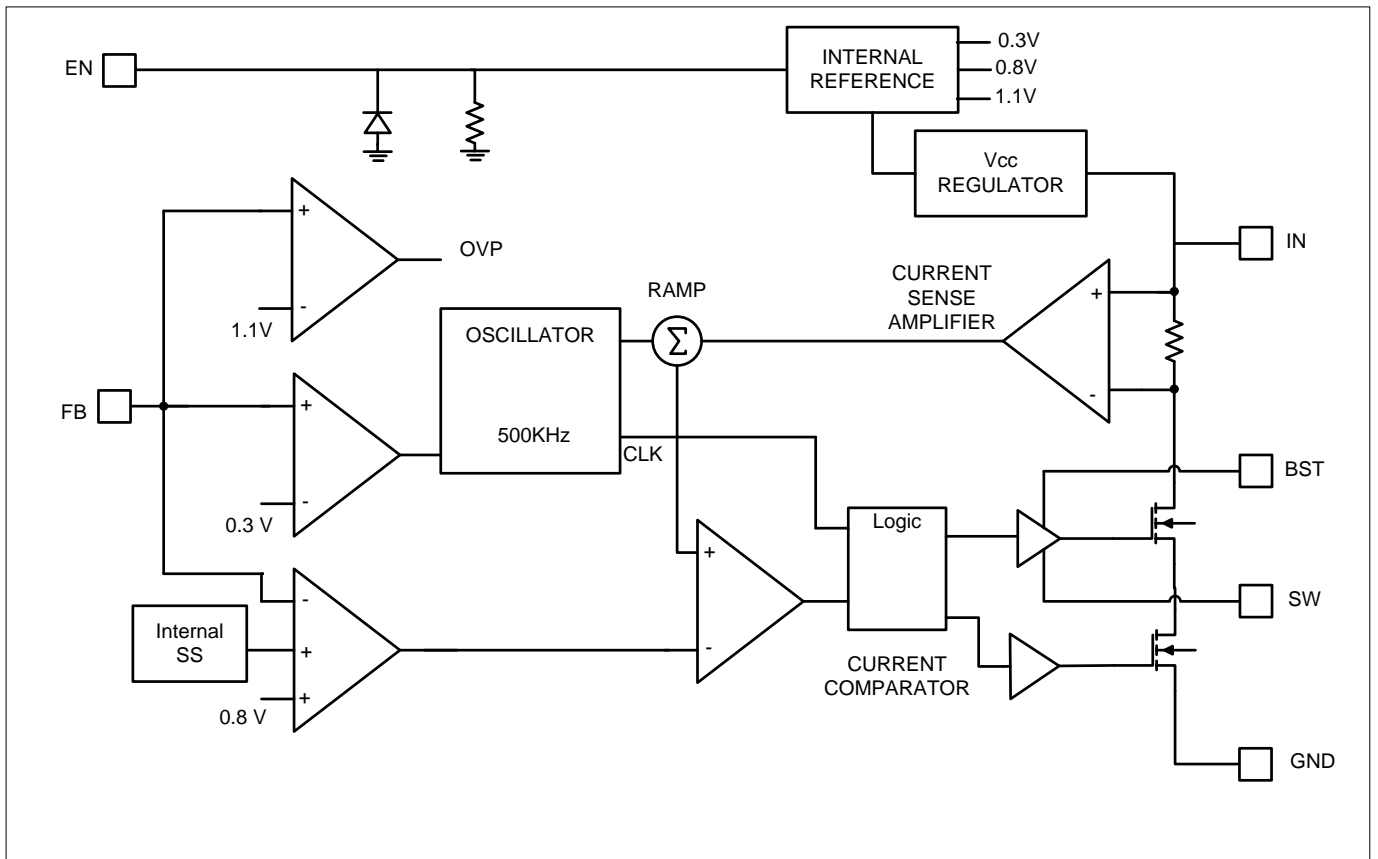 EN
INTERNAL
REFERENCE
0.3V
0.8V
1.1V
Vcc
REGULATOR
+
-
1.1V
OVP
IN
CURRENT
SENSE
AMPLIFIER
+
-
RAMP
Σ
OSCILLATOR
500KHz
CLK
FB
+
-
0.3 V
BST
Logic
+
-
SW
Internal
SS
-
+
+
0.8 V
CURRENT
COMPARATOR
GND